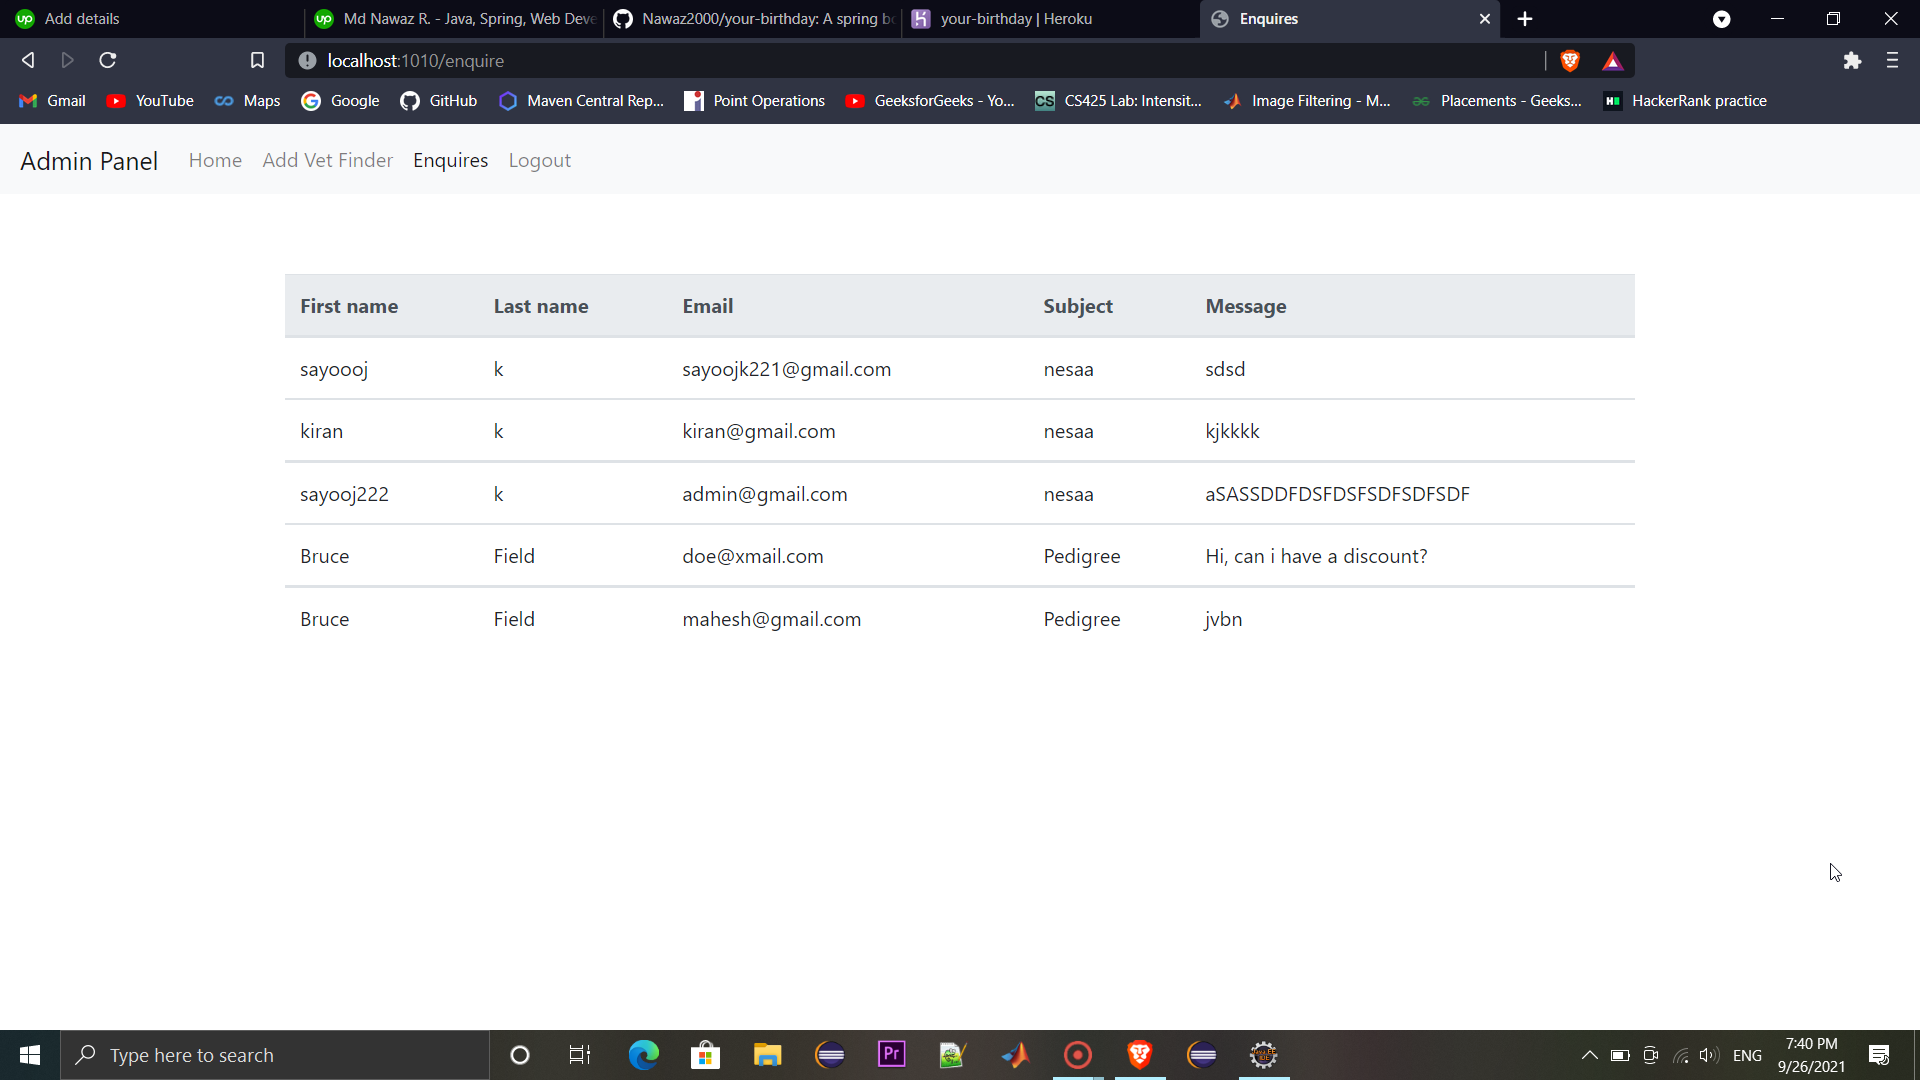 Add details
Md Nawaz R. - Java, Spring, Web Deve
Nawaz2000/your-birthday: A spring bo
your-birthday | Heroku
Enquires
localhost:1010/enquire
Gmail YouTube Maps Google GitHub Maven Central Rep... Point Operations GeeksforGeeks - Yo... CS425 Lab: Intensit... Image Filtering - M... Placements - Geeks... HackerRank practice
Admin Panel Home Add Vet Finder Enquires Logout
First name Last name Email Subject Message
sayoooj k sayoojk221@gmail.com nesaa sdsd
kiran k kiran@gmail.com nesaa kjkkkk
sayooj222 k admin@gmail.com nesaa aSASSDDFDSFDSFSDFSDFSDF
Bruce Field doe@xmail.com Pedigree Hi, can i have a discount?
Bruce Field mahesh@gmail.com Pedigree jvbn
Type here to search
ENG
7:40 PM
9/26/2021